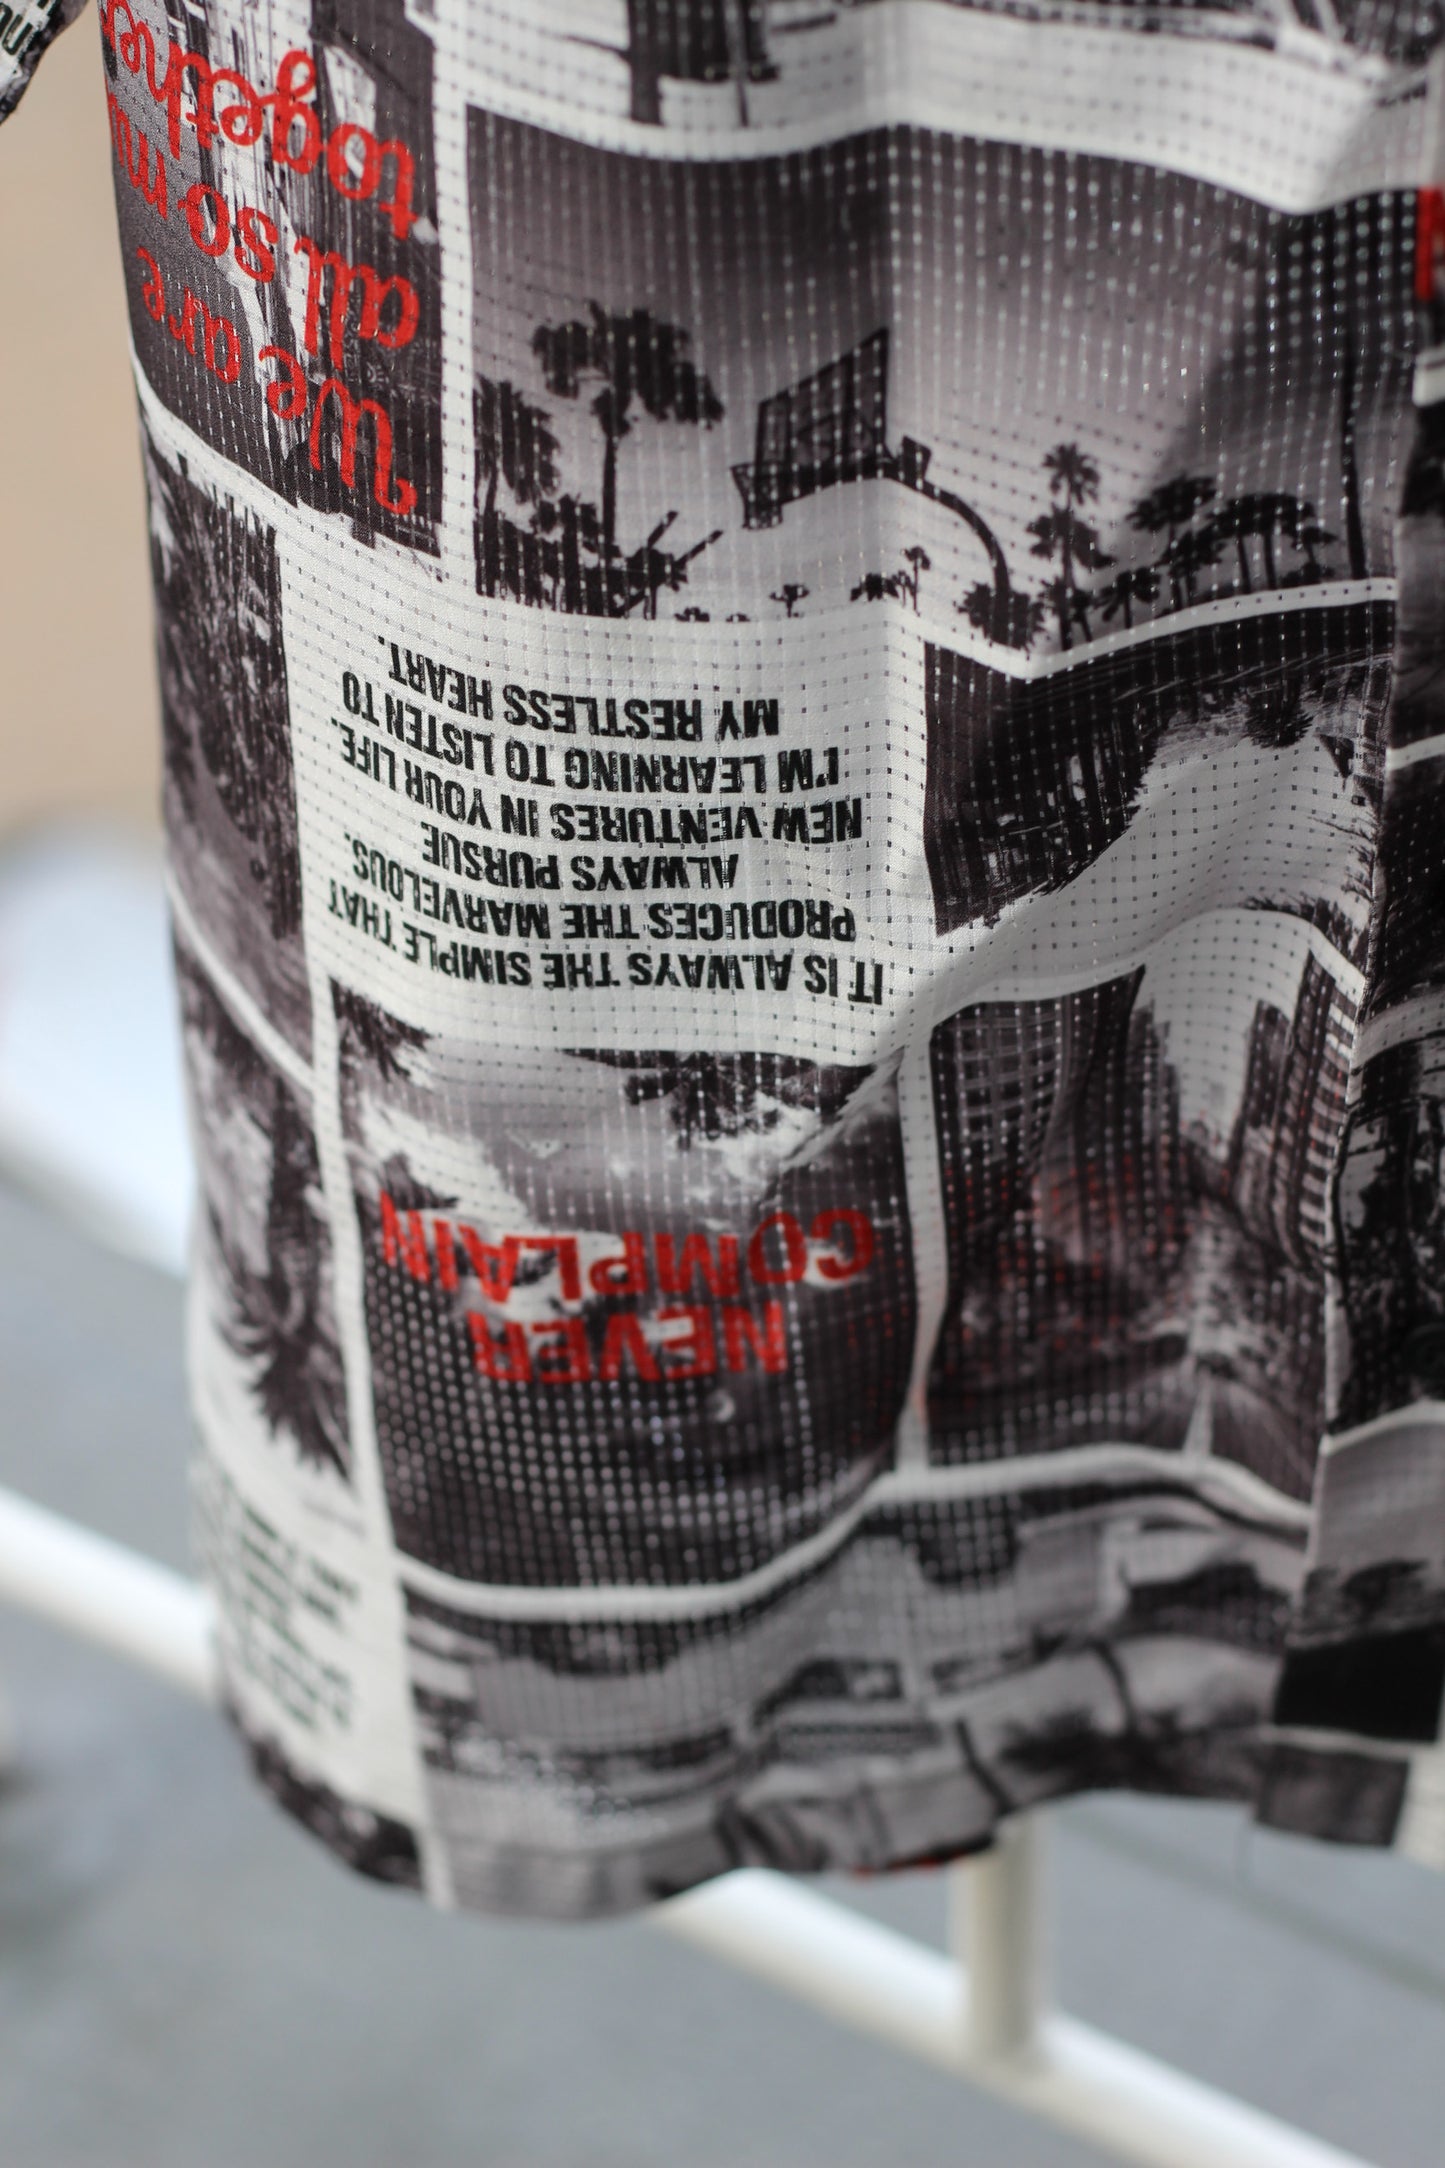 We are
all so m
together
IT IS ALWAYS THE SIMPLE THAT
PRODUCES THE MARVELOUS.
ALWAYS PURSUE
NEW VENTURES IN YOUR LIFE.
I'M LEARNING TO LISTEN TO
MY RESTLESS HEART.
NEVER
COMPLAIN